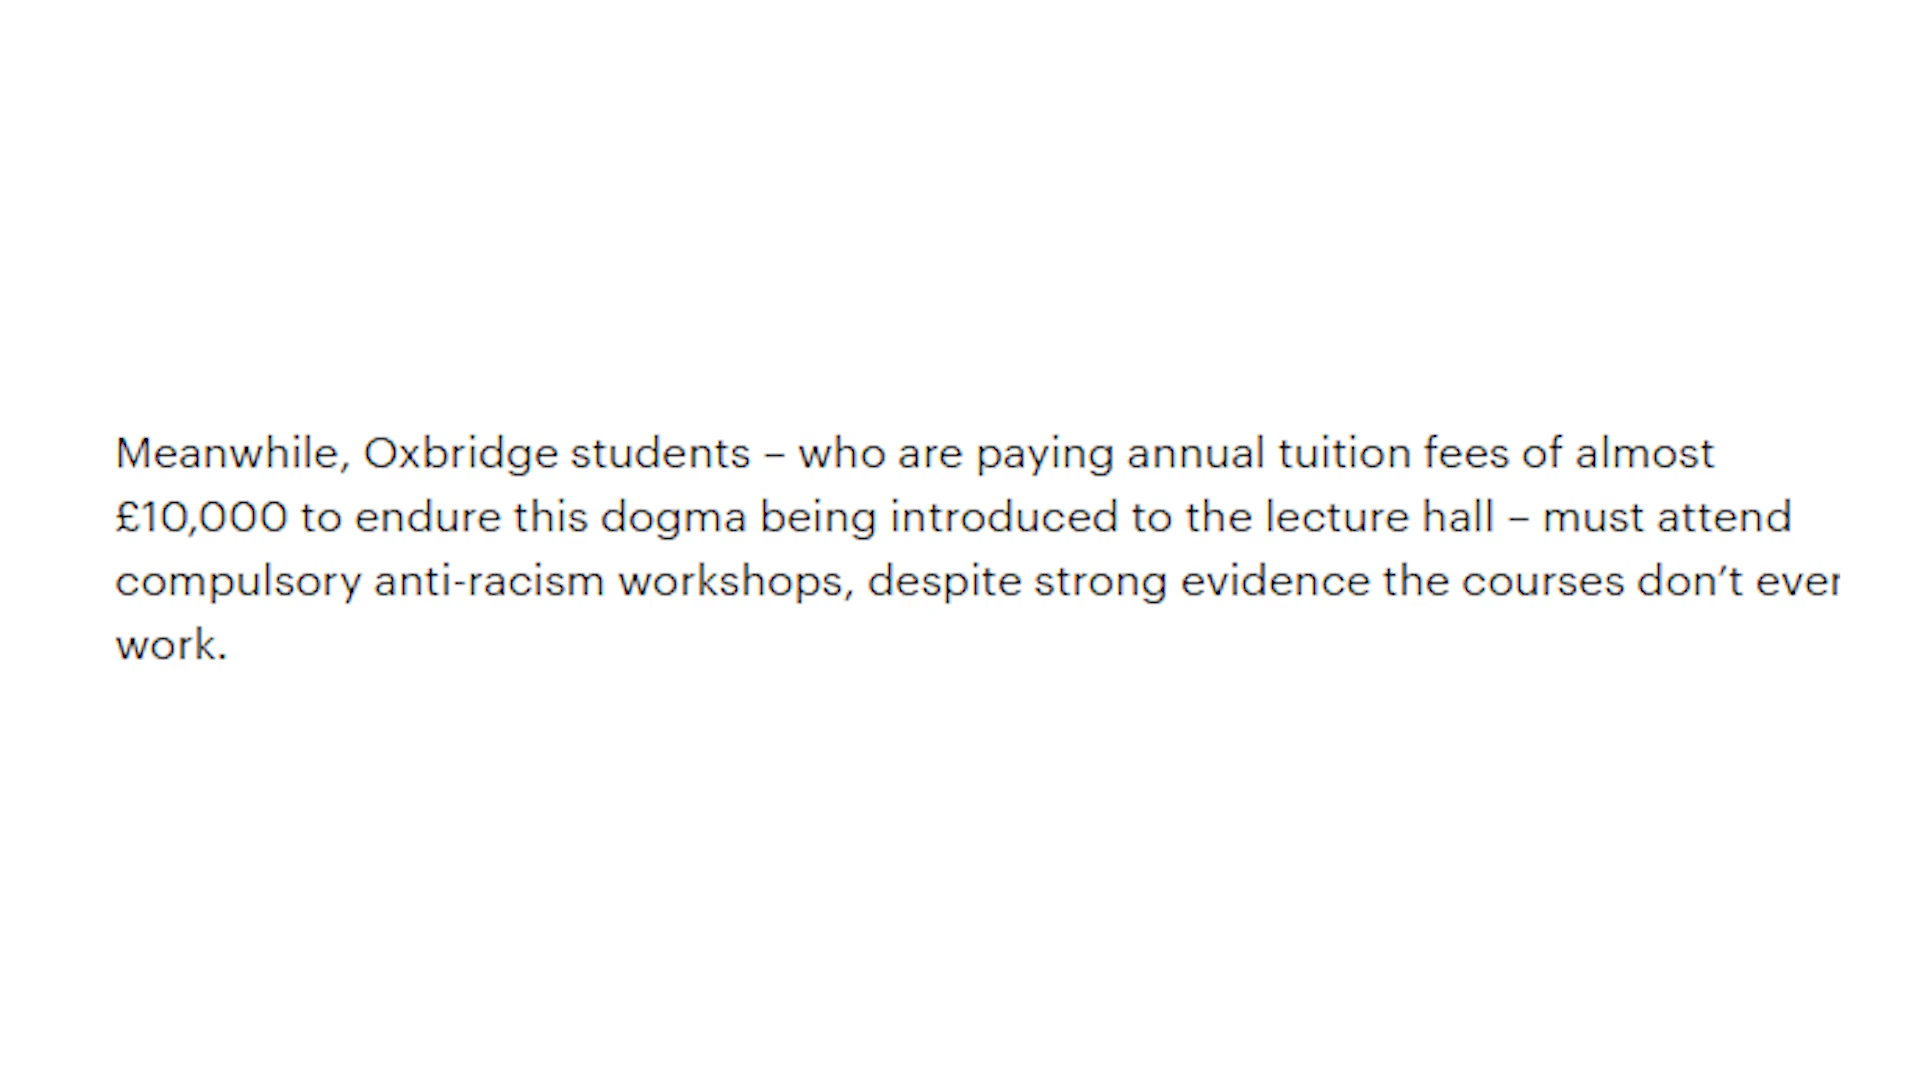 Meanwhile, Oxbridge students – who are paying annual tuition fees of almost
£10,000 to endure this dogma being introduced to the lecture hall – must attend
compulsory anti-racism workshops, despite strong evidence the courses don’t ever
work.